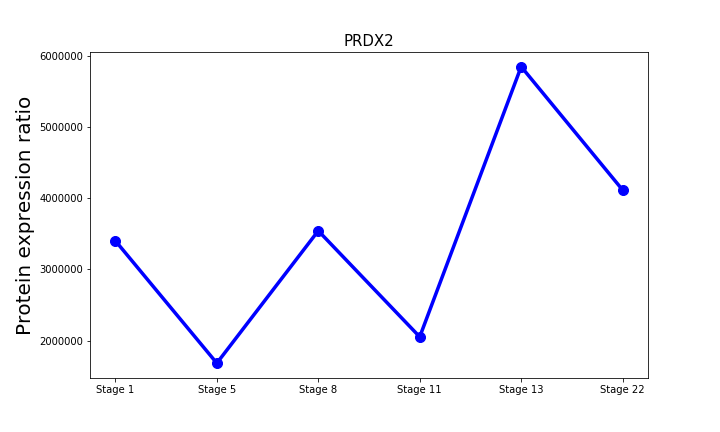 PRDX2
Protein expression ratio
6000000
5000000
4000000
3000000
2000000
Stage 1 Stage 5 Stage 8 Stage 11 Stage 13 Stage 22